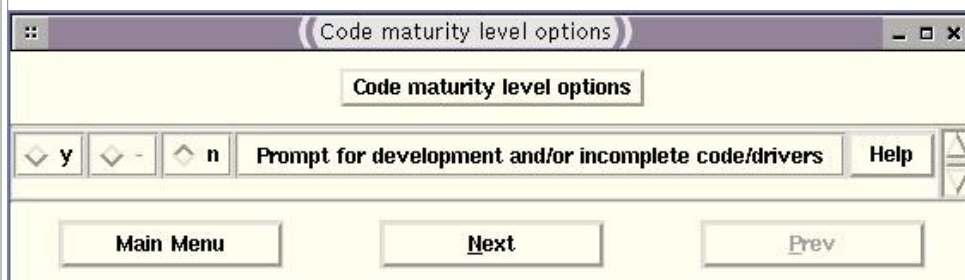 Code maturity level options
Code maturity level options
y - n Prompt for development and/or incomplete code/drivers Help
Main Menu Next Prev